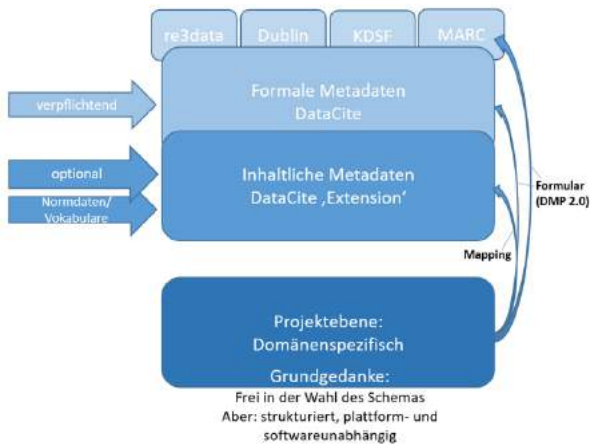 re3data
Dublin
KDSF
MARC
Formale Metadaten
DataCite
verpflichtend
Inhaltliche Metadaten
DataCite ‚Extension‘
optional
Normdaten/
Vokabulare
Formular
(DMP 2.0)
Mapping
Projektebene:
Domänenspezifisch
Grundgedanke:
Frei in der Wahl des Schemas
Aber: strukturiert, plattform- und
softwareunabhängig